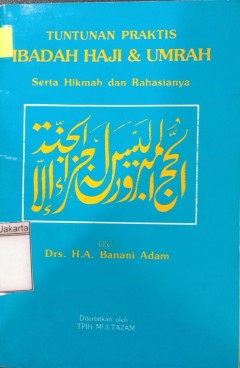 TUNTUNAN PRAKTIS
IBADAH HAJI & UMRAH
Serta Hikmah dan Rahasianya
الحج المبرور ليس له جزاء إلا الجنة
Oleh
Drs. H.A. Banani Adam
Jakarta
Diterbitkan oleh
TPIH MULTAZAM